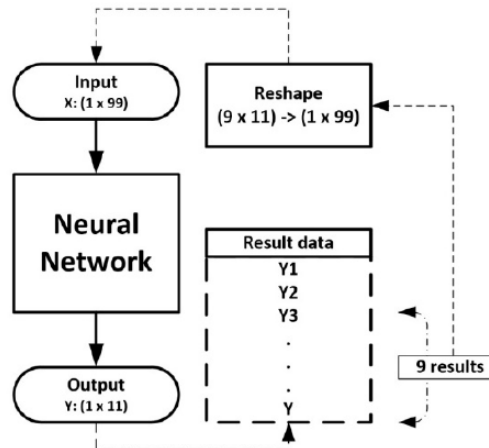 Input
X: (1 x 99)
Reshape
(9 x 11) -> (1 x 99)
Neural
Network
Result data
Y1
Y2
Y3
.
.
.
Y
9 results
Output
Y: (1 x 11)